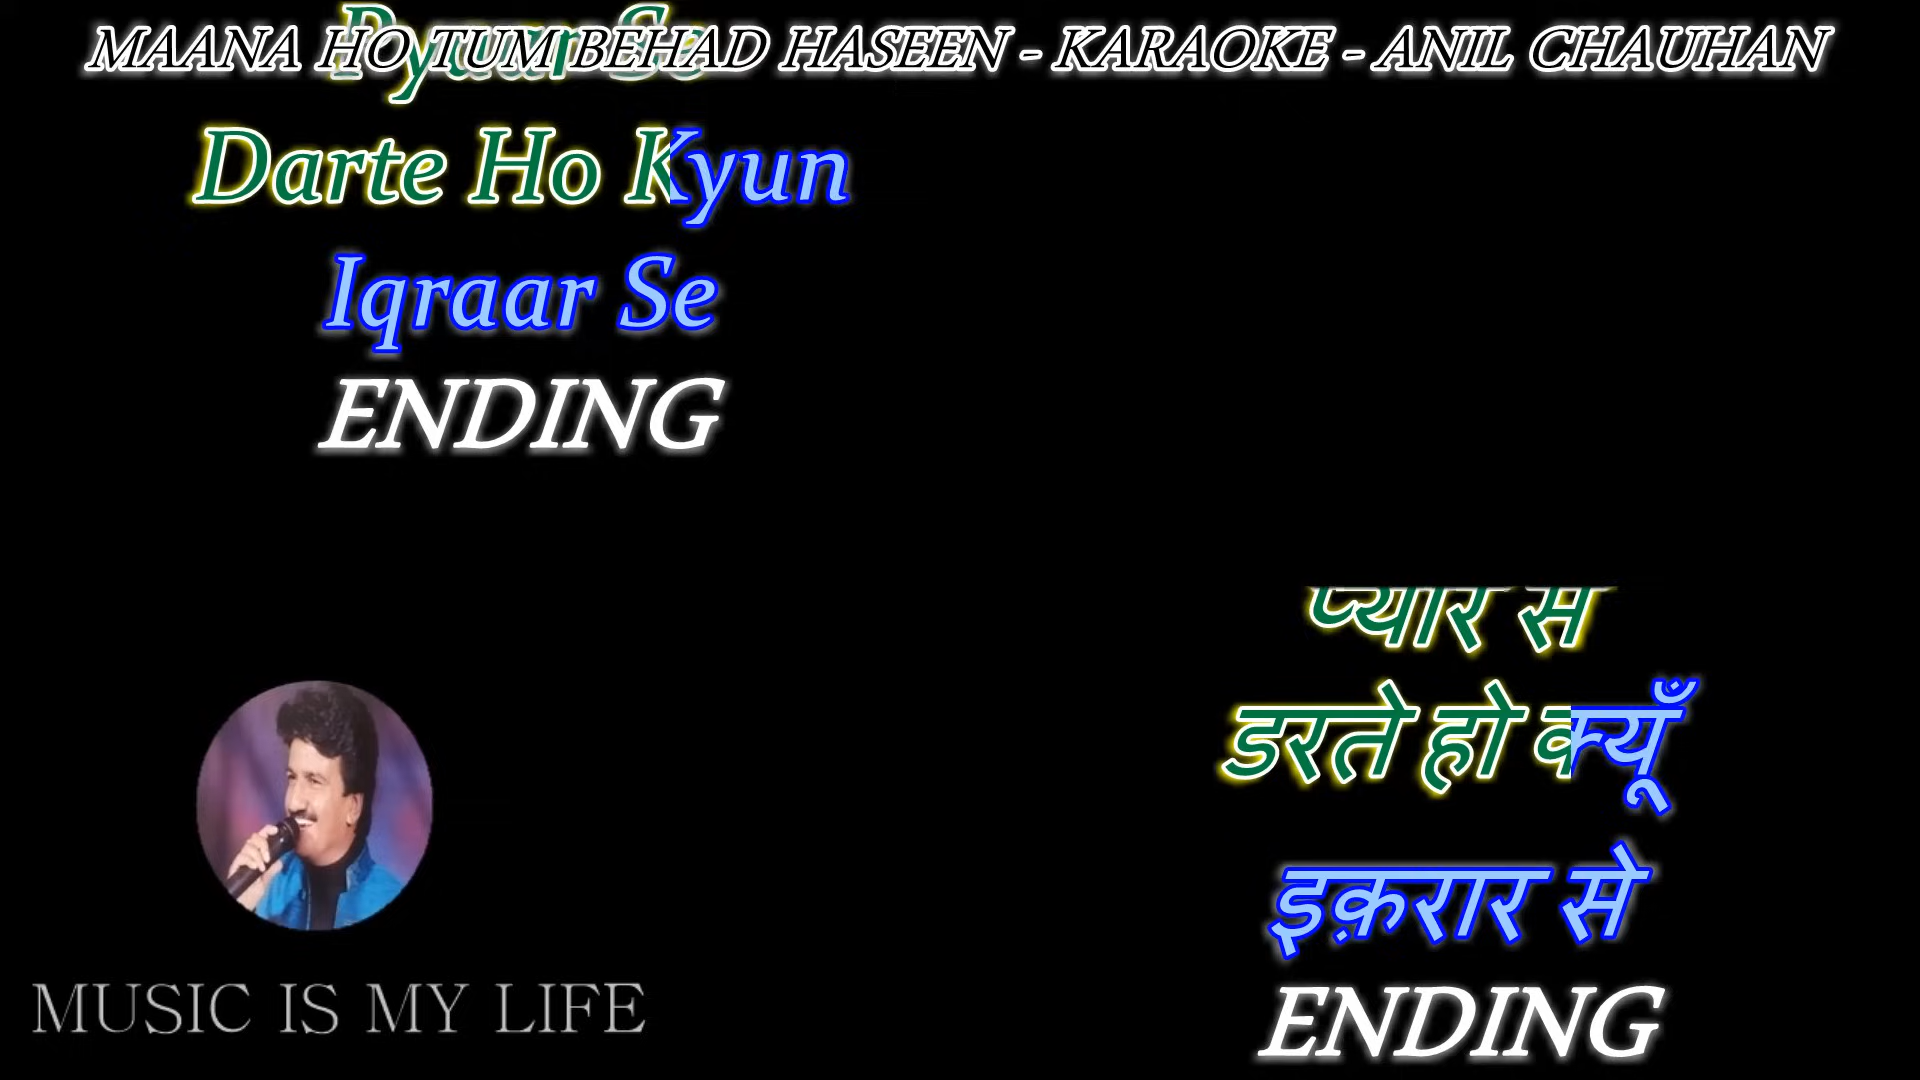 MAANA HO TUM BEHAD HASEEN - KARAOKE - ANIL CHAUHAN
Pyaar Se
Darte Ho Kyun
Iqraar Se
ENDING
प्यार से
डरते हो क्यूँ
इक़रार से
ENDING
MUSIC IS MY LIFE